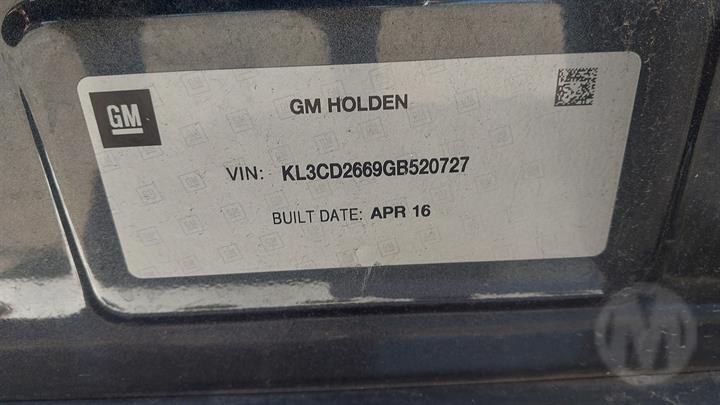 GM
GM HOLDEN
VIN: KL3CD2669GB520727
BUILT DATE: APR 16
M